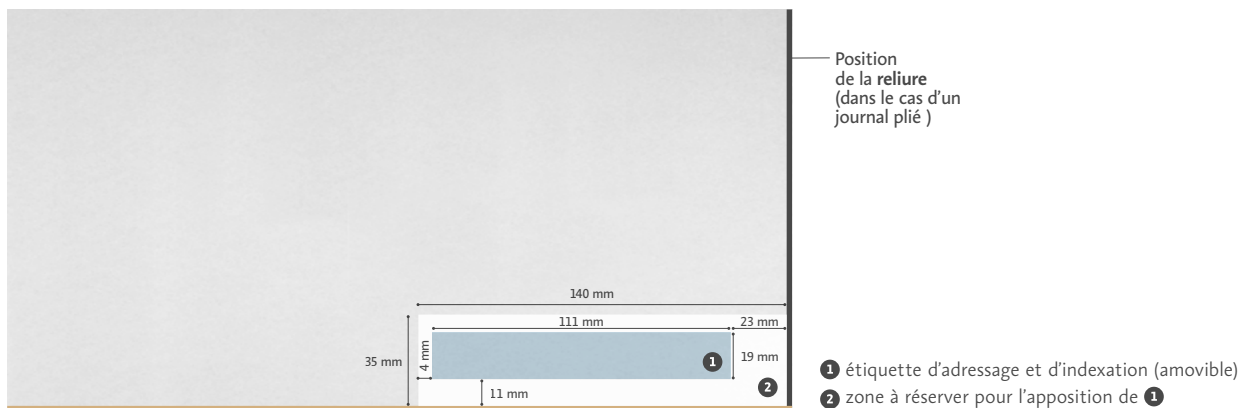 Position
de la reliure
(dans le cas d'un
journal plié )
140 mm
111 mm
23 mm
35 mm
4 mm
1
19 mm
11 mm
2
1 étiquette d'adressage et d'indexation (amovible)
2 zone à réserver pour l'apposition de 1